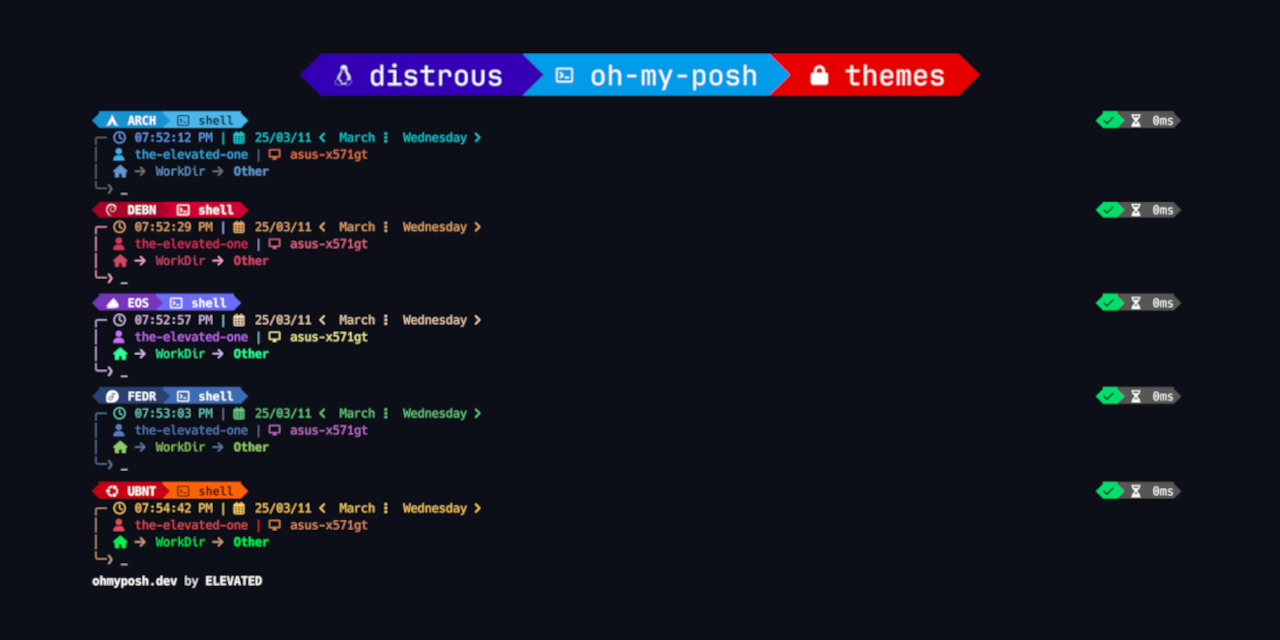 distrous oh-my-posh themes
ARCH shell 0ms
07:52:12 PM | 25/03/11 < March ⋮ Wednesday >
the-elevated-one | asus-x571gt
→ WorkDir → Other
_
DEBN shell 0ms
07:52:29 PM | 25/03/11 < March ⋮ Wednesday >
the-elevated-one | asus-x571gt
→ WorkDir → Other
_
EOS shell 0ms
07:52:57 PM | 25/03/11 < March ⋮ Wednesday >
the-elevated-one | asus-x571gt
→ WorkDir → Other
_
FEDR shell 0ms
07:53:03 PM | 25/03/11 < March ⋮ Wednesday >
the-elevated-one | asus-x571gt
→ WorkDir → Other
_
UBNT shell 0ms
07:54:42 PM | 25/03/11 < March ⋮ Wednesday >
the-elevated-one | asus-x571gt
→ WorkDir → Other
_
ohmyposh.dev by ELEVATED